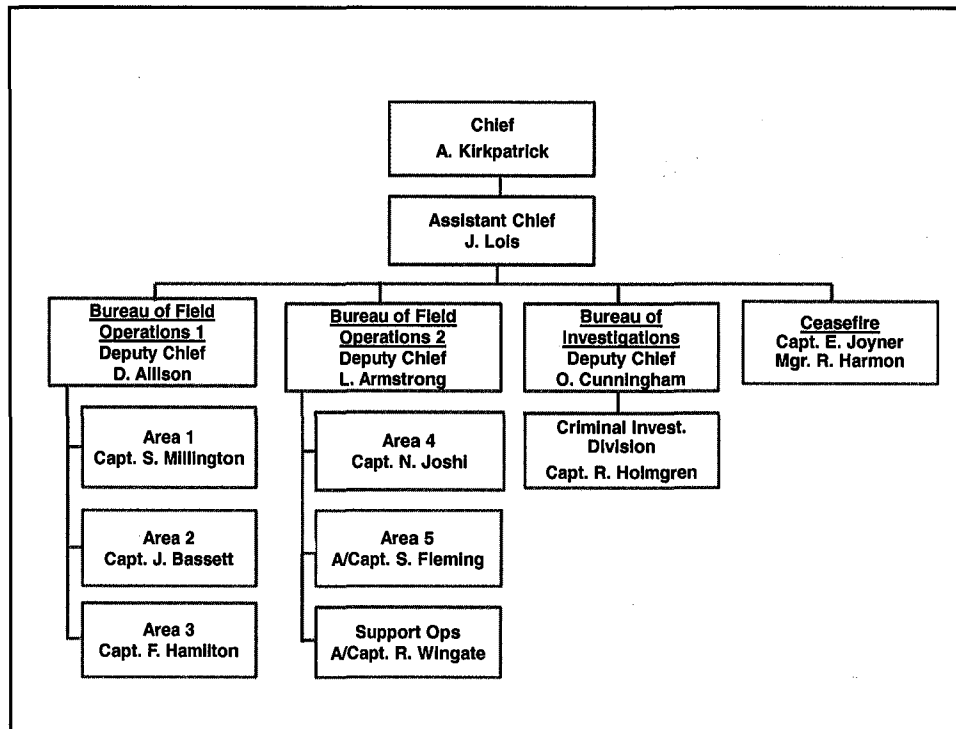 Chief
A. Kirkpatrick
Assistant Chief
J. Lois
Bureau of Field
Operations 1
Deputy Chief
D. Allison
Area 1
Capt. S. Millington
Area 2
Capt. J. Bassett
Area 3
Capt. F. Hamilton
Bureau of Field
Operations 2
Deputy Chief
L. Armstrong
Area 4
Capt. N. Joshi
Area 5
A/Capt. S. Fleming
Support Ops
A/Capt. R. Wingate
Bureau of
Investigations
Deputy Chief
O. Cunningham
Criminal Invest.
Division
Capt. R. Holmgren
Ceasefire
Capt. E. Joyner
Mgr. R. Harmon